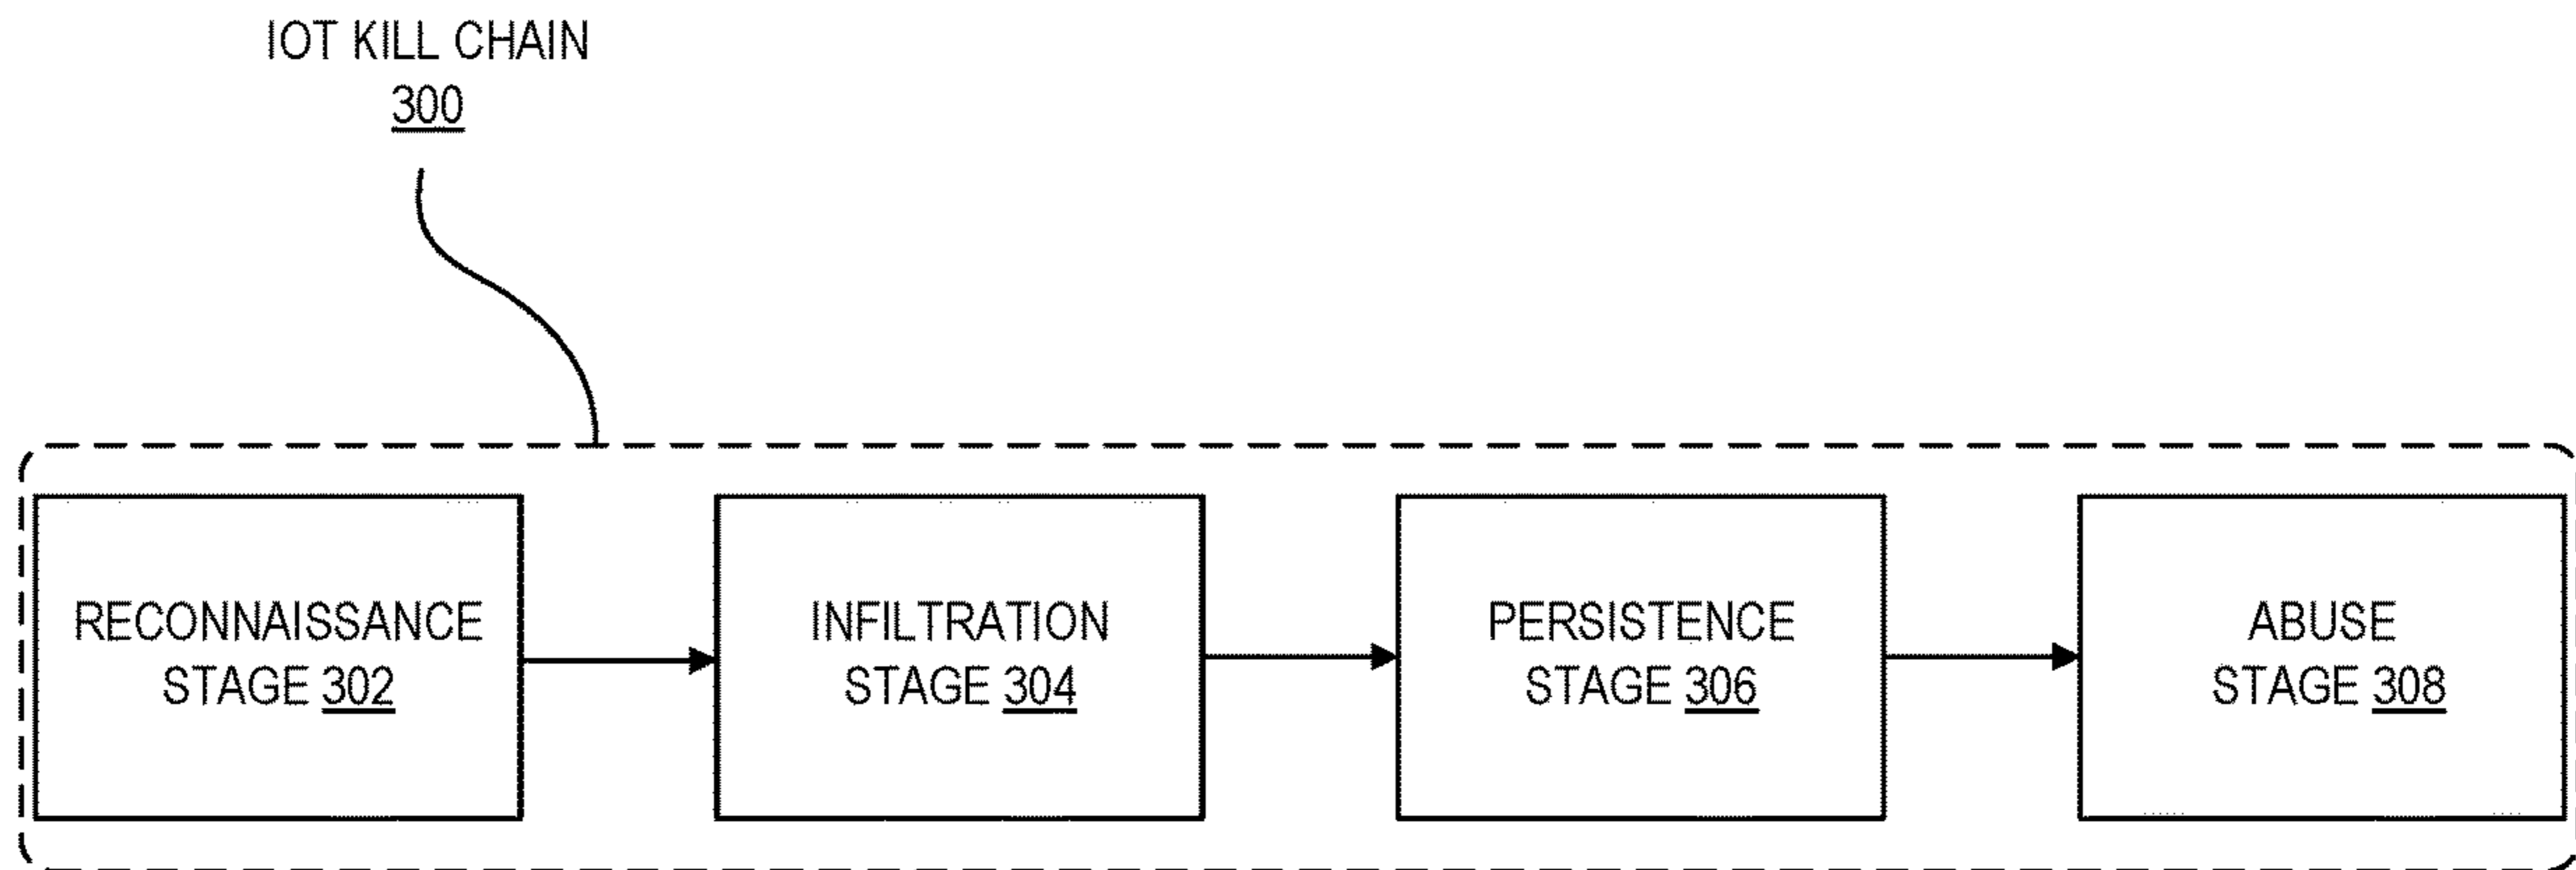 IOT KILL CHAIN
300
RECONNAISSANCE
STAGE 302
INFILTRATION
STAGE 304
PERSISTENCE
STAGE 306
ABUSE
STAGE 308